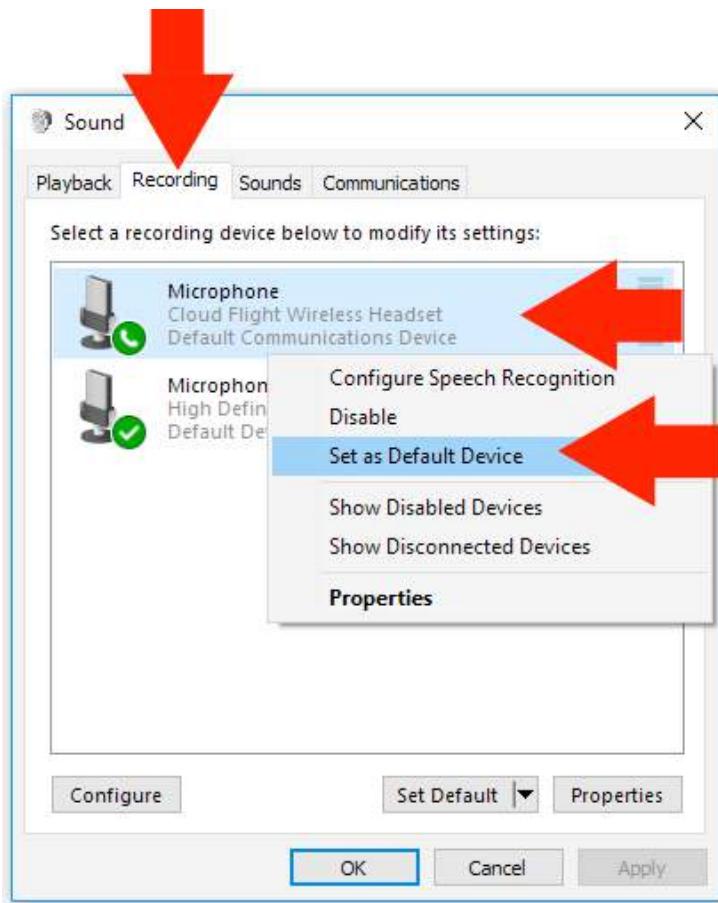 Sound
Playback Recording Sounds Communications
Select a recording device below to modify its settings:
Microphone
Cloud Flight Wireless Headset
Default Communications Device
Microphon
High Defin
Default De
Configure Speech Recognition
Disable
Set as Default Device
Show Disabled Devices
Show Disconnected Devices
Properties
Configure Set Default Properties
OK Cancel Apply